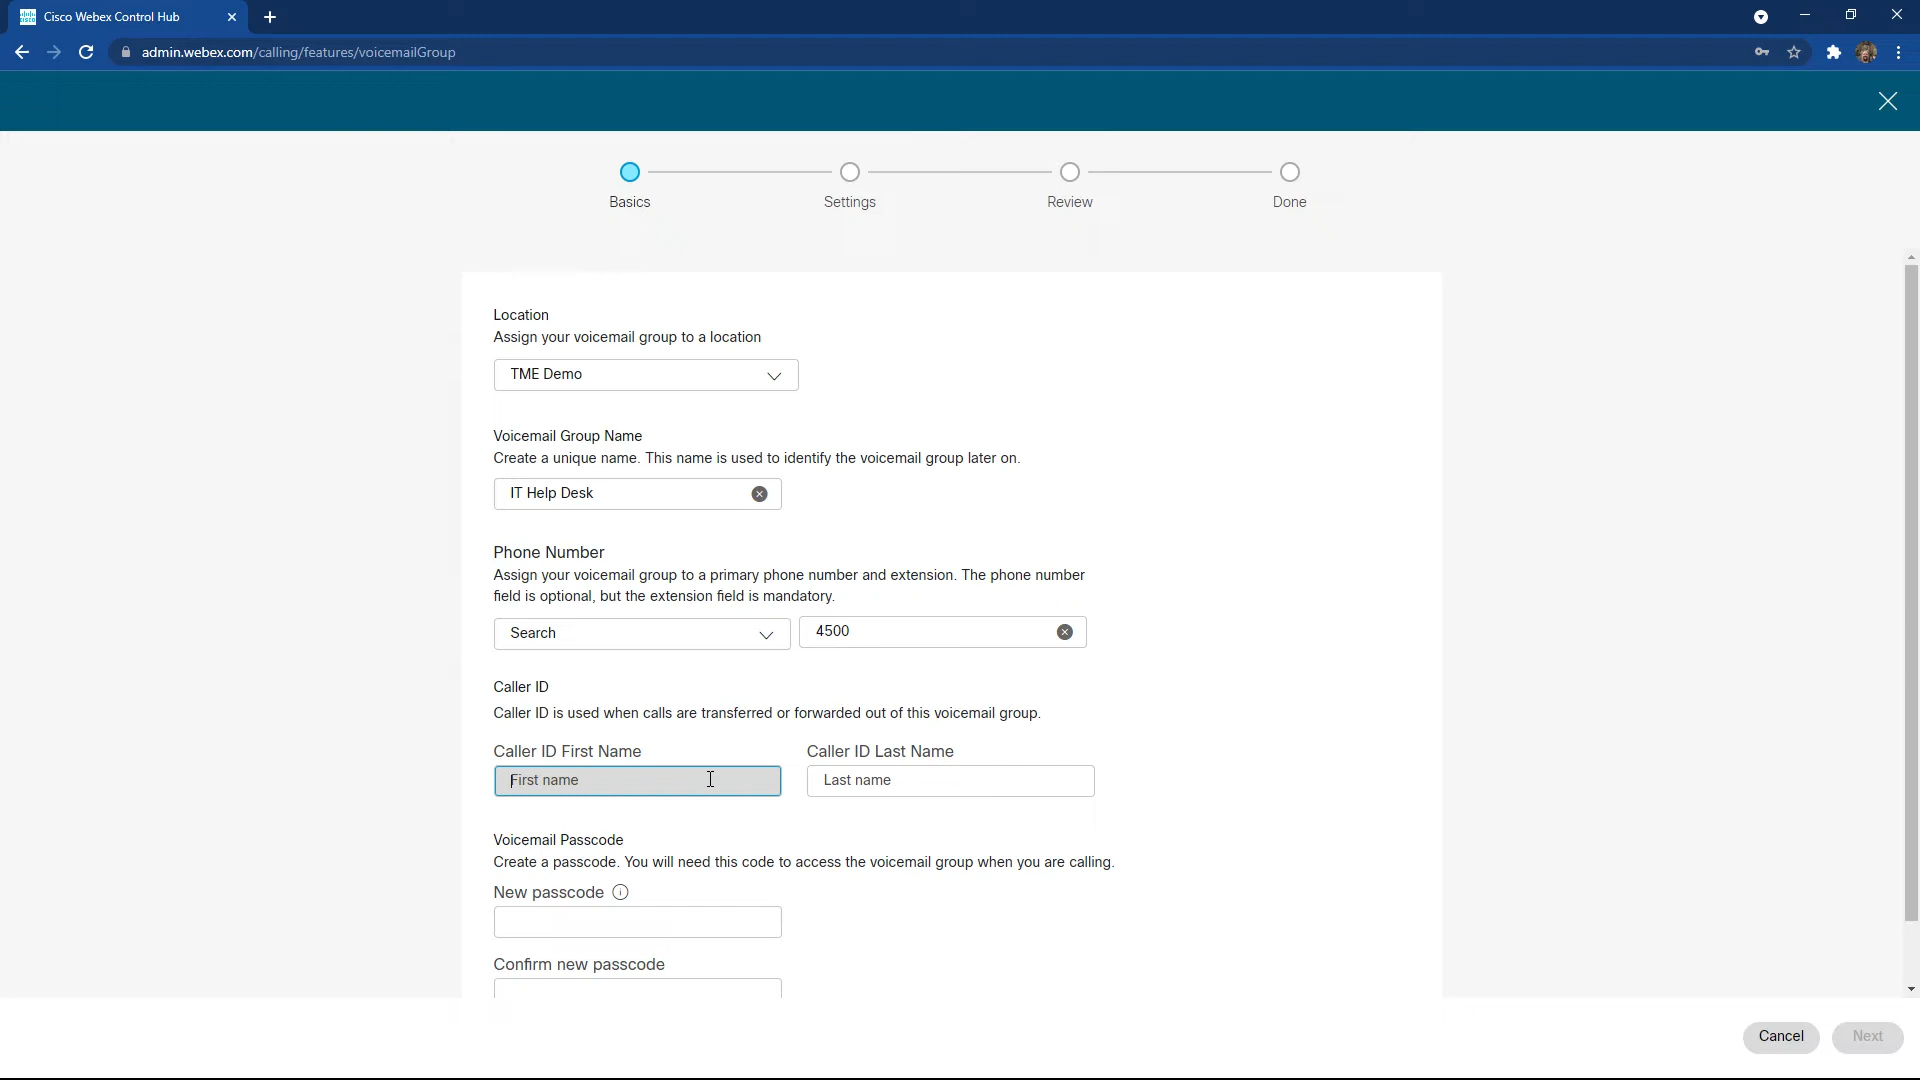 Cisco Webex Control Hub
admin.webex.com/calling/features/voicemailGroup
Basics
Settings
Review
Done
Location
Assign your voicemail group to a location
TME Demo
Voicemail Group Name
Create a unique name. This name is used to identify the voicemail group later on.
IT Help Desk
Phone Number
Assign your voicemail group to a primary phone number and extension. The phone number
field is optional, but the extension field is mandatory.
Search
4500
Caller ID
Caller ID is used when calls are transferred or forwarded out of this voicemail group.
Caller ID First Name
Caller ID Last Name
First name
Last name
Voicemail Passcode
Create a passcode. You will need this code to access the voicemail group when you are calling.
New passcode
Confirm new passcode
Cancel
Next